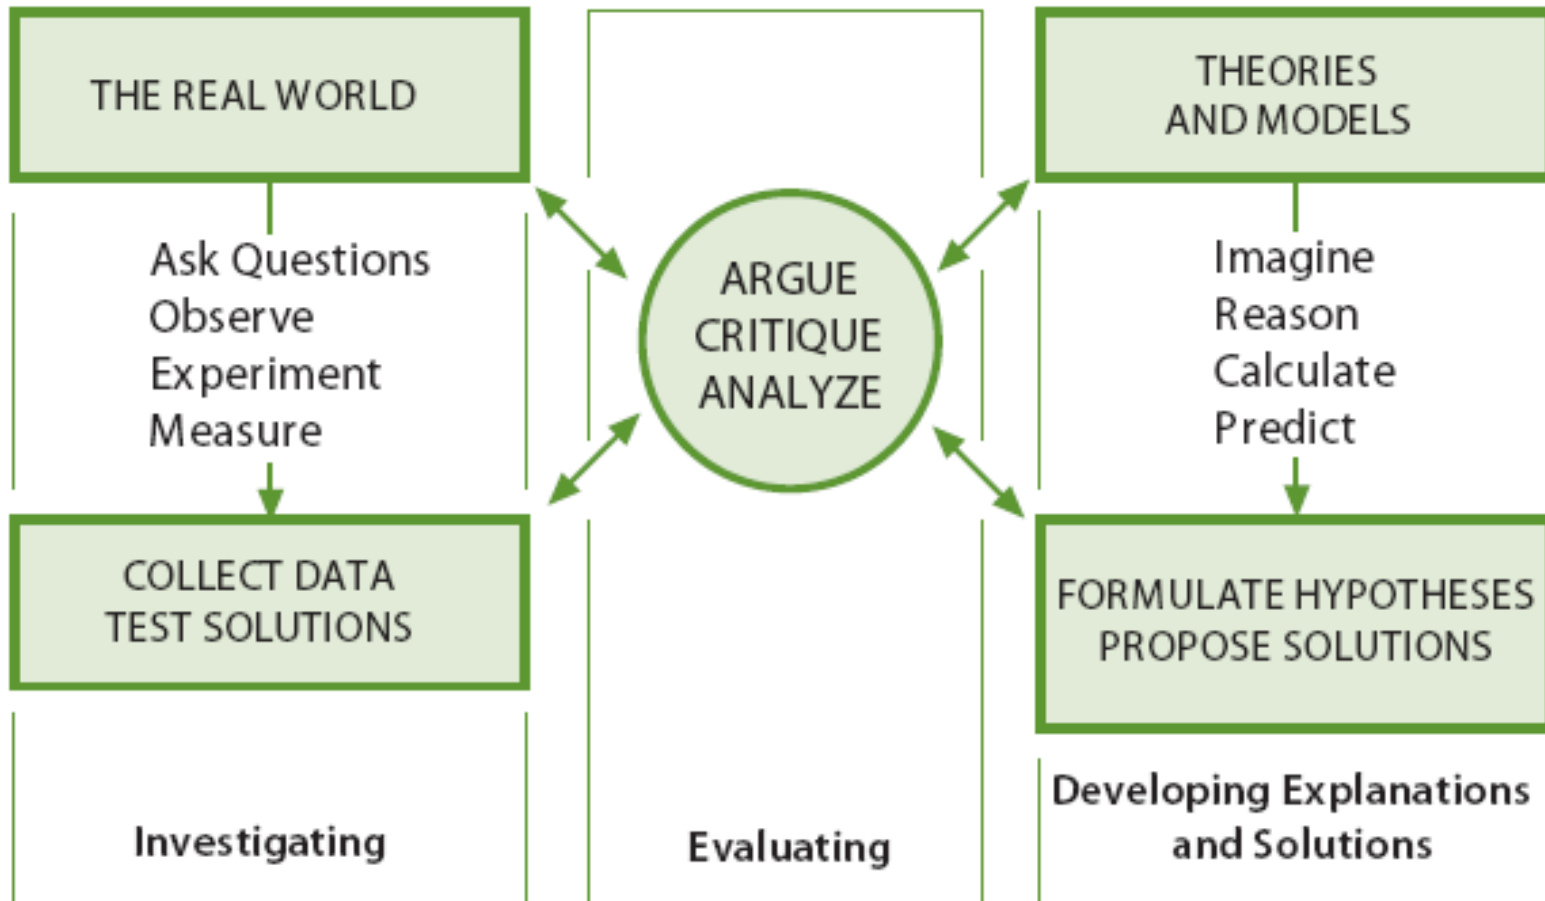 THE REAL WORLD
Ask Questions
Observe
Experiment
Measure
COLLECT DATA
TEST SOLUTIONS
Investigating
ARGUE
CRITIQUE
ANALYZE
Evaluating
THEORIES
AND MODELS
Imagine
Reason
Calculate
Predict
FORMULATE HYPOTHESES
PROPOSE SOLUTIONS
Developing Explanations
and Solutions